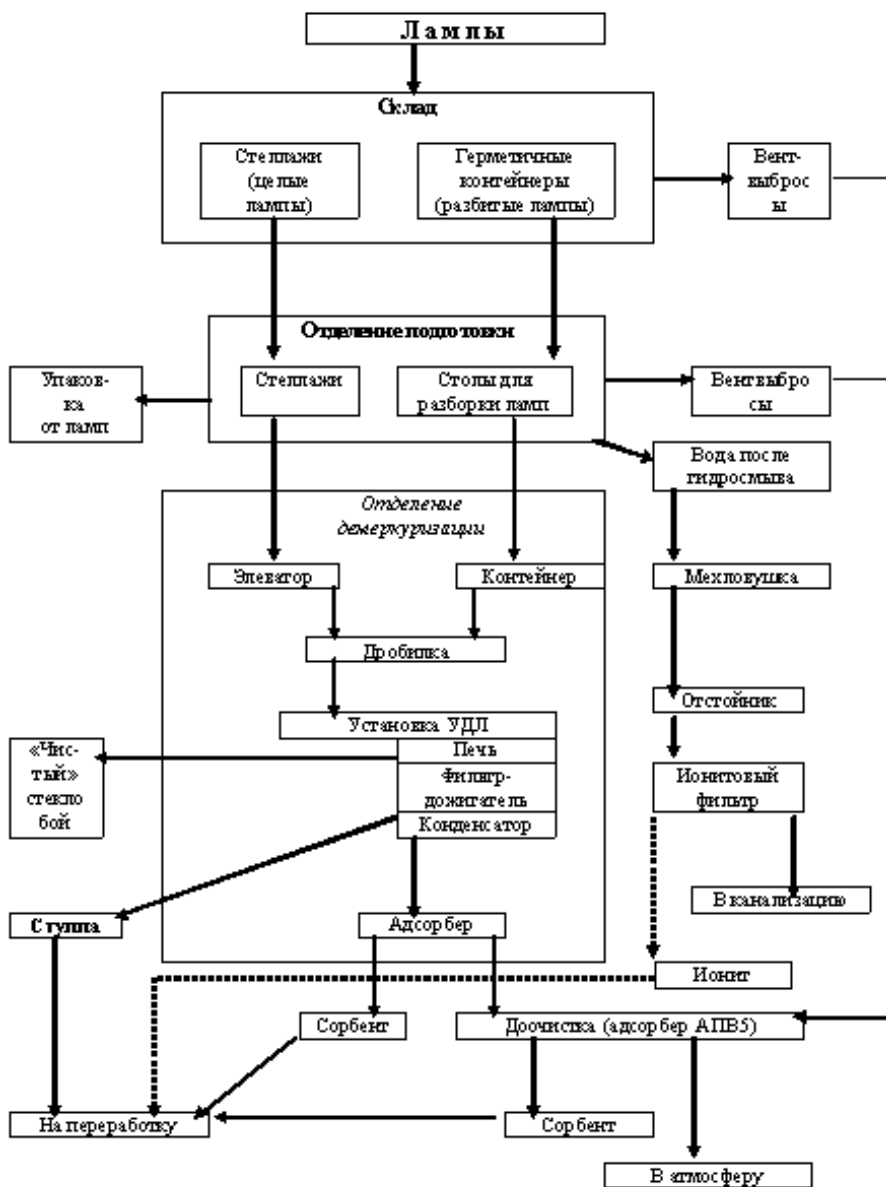 Лампы
Склад
Стеллажи
(целые
лампы)
Герметичные
контейнеры
(разбитые лампы)
Вент-
выброс
ы
Отделение подготовки
Упаков-
ка
от ламп
Стеллажи
Столы для
разборки ламп
Вентвыбро
сы
Вода после
гидросмыва
Отделение
демеркуризации
Элеватор
Контейнер
Мехловушка
Дробилка
Отстойник
Установка УДЛ
«Чис-
тый»
стекло
бой
Печь
Фильтр-
дожигатель
Конденсатор
Ионитовый
фильтр
В канализацию
Ступпа
Адсорбер
Ионит
Сорбент
Доочистка (адсорбер АПВ5)
На переработку
Сорбент
В атмосферу